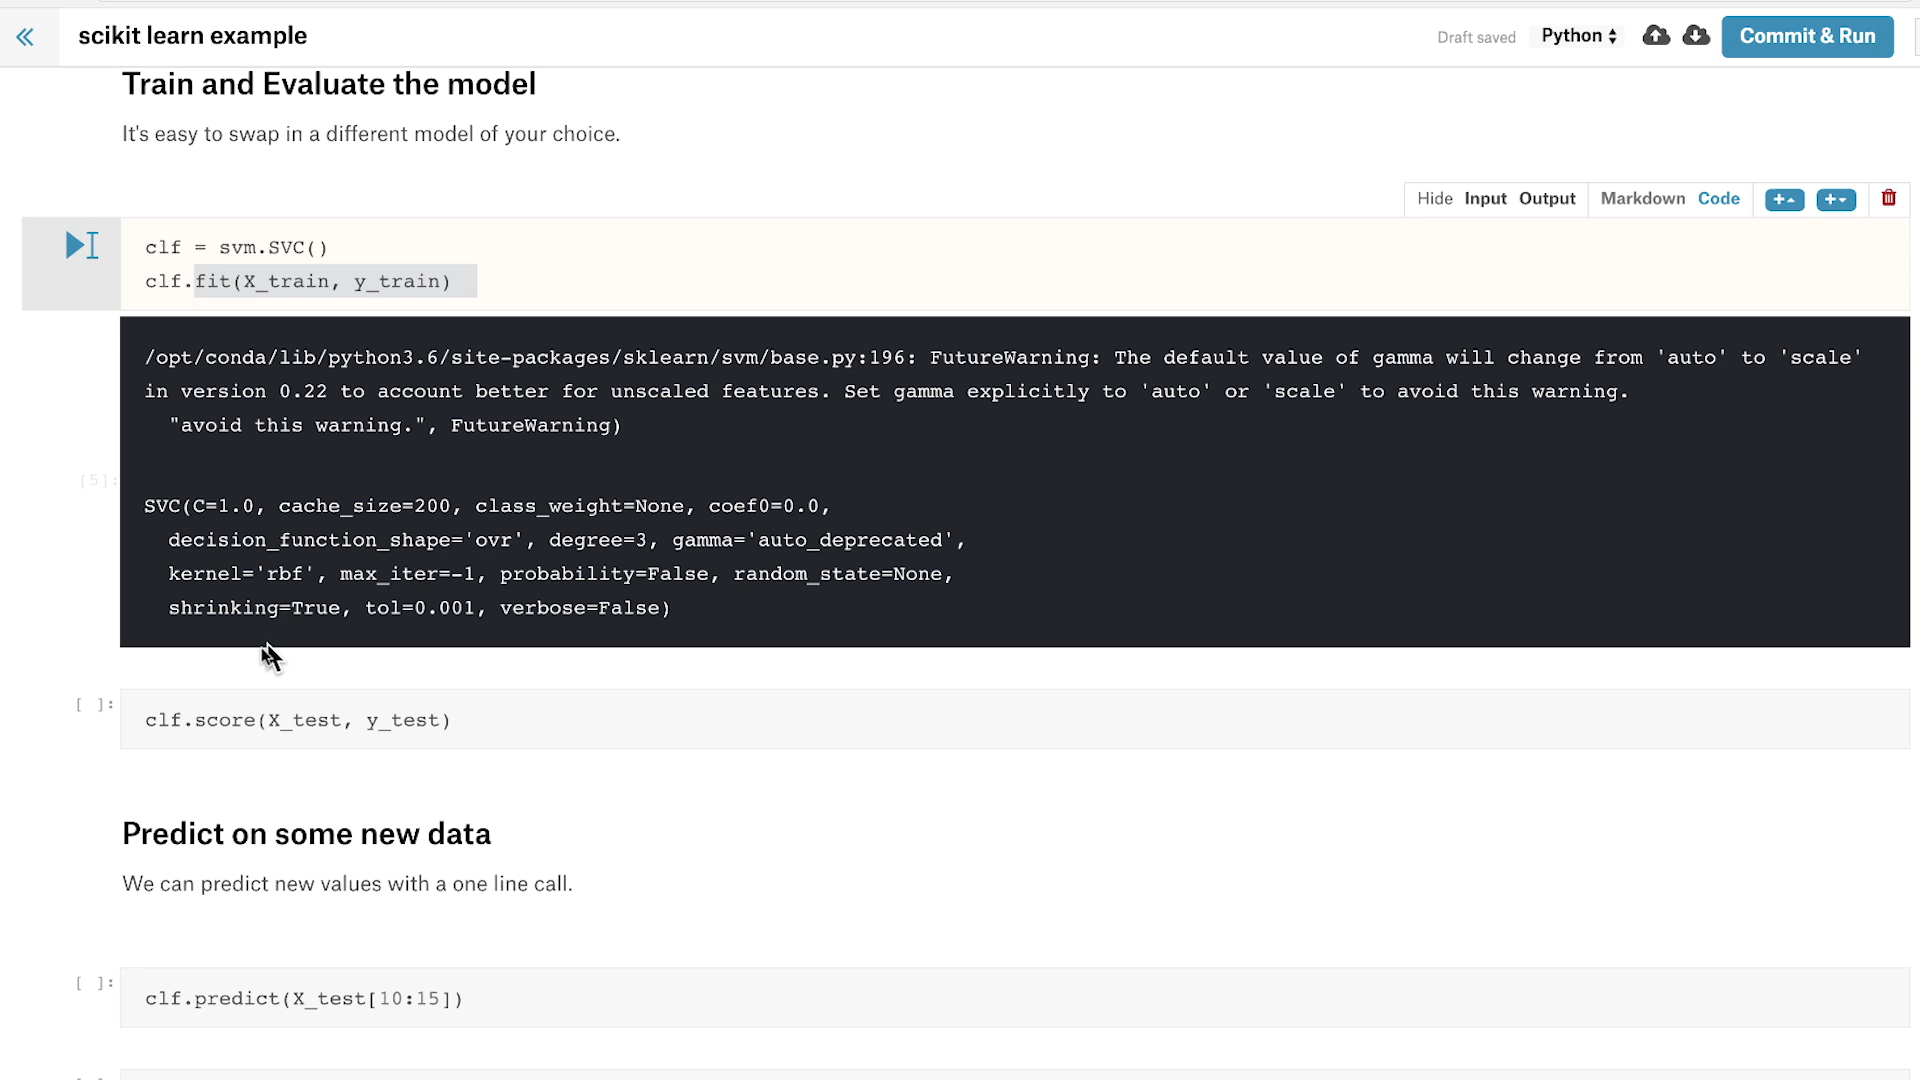 scikit learn example
Draft saved
Python
Commit & Run
Train and Evaluate the model
It's easy to swap in a different model of your choice.
Hide Input Output Markdown Code
clf = svm.SVC()
clf.fit(X_train, y_train)
/opt/conda/lib/python3.6/site-packages/sklearn/svm/base.py:196: FutureWarning: The default value of gamma will change from 'auto' to 'scale'
in version 0.22 to account better for unscaled features. Set gamma explicitly to 'auto' or 'scale' to avoid this warning.
"avoid this warning.", FutureWarning)
[5]:
SVC(C=1.0, cache_size=200, class_weight=None, coef0=0.0,
decision_function_shape='ovr', degree=3, gamma='auto_deprecated',
kernel='rbf', max_iter=-1, probability=False, random_state=None,
shrinking=True, tol=0.001, verbose=False)
[ ]:
clf.score(X_test, y_test)
Predict on some new data
We can predict new values with a one line call.
[ ]:
clf.predict(X_test[10:15])